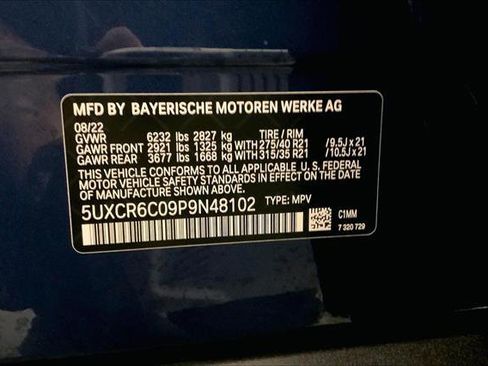 MFD BY BAYERISCHE MOTOREN WERKE AG
08/22
GVWR 6232 lbs 2827 kg TIRE / RIM
GAWR FRONT 2921 lbs 1325 kg WITH 275/40 R21 / 9.5J x 21
GAWR REAR 3677 lbs 1668 kg WITH 315/35 R21 / 10.5J x 21
THIS VEHICLE CONFORMS TO ALL APPLICABLE U. S. FEDERAL
MOTOR VEHICLE SAFETY STANDARDS IN EFFECT ON THE
DATE OF MANUFACTURE SHOWN ABOVE.
5UXCR6C09P9N48102 TYPE: MPV
C1MM
7 320 729